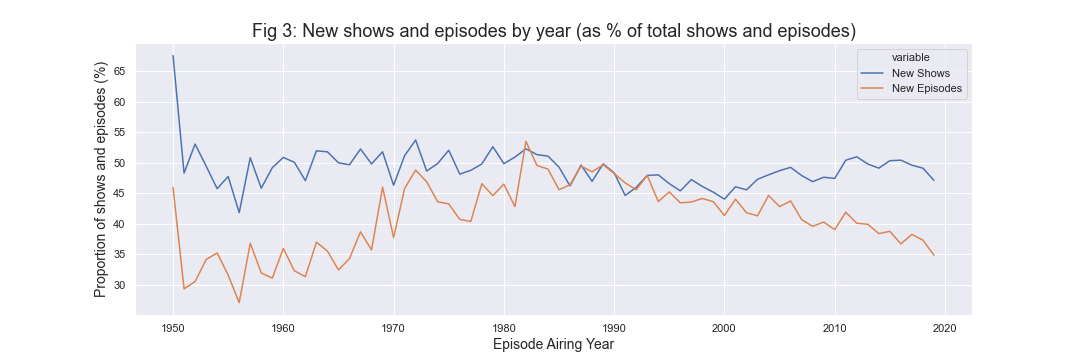 Fig 3: New shows and episodes by year (as % of total shows and episodes)
variable
New Shows
New Episodes
Proportion of shows and episodes (%)
65
60
55
50
45
40
35
30
1950
1960
1970
1980
1990
2000
2010
2020
Episode Airing Year